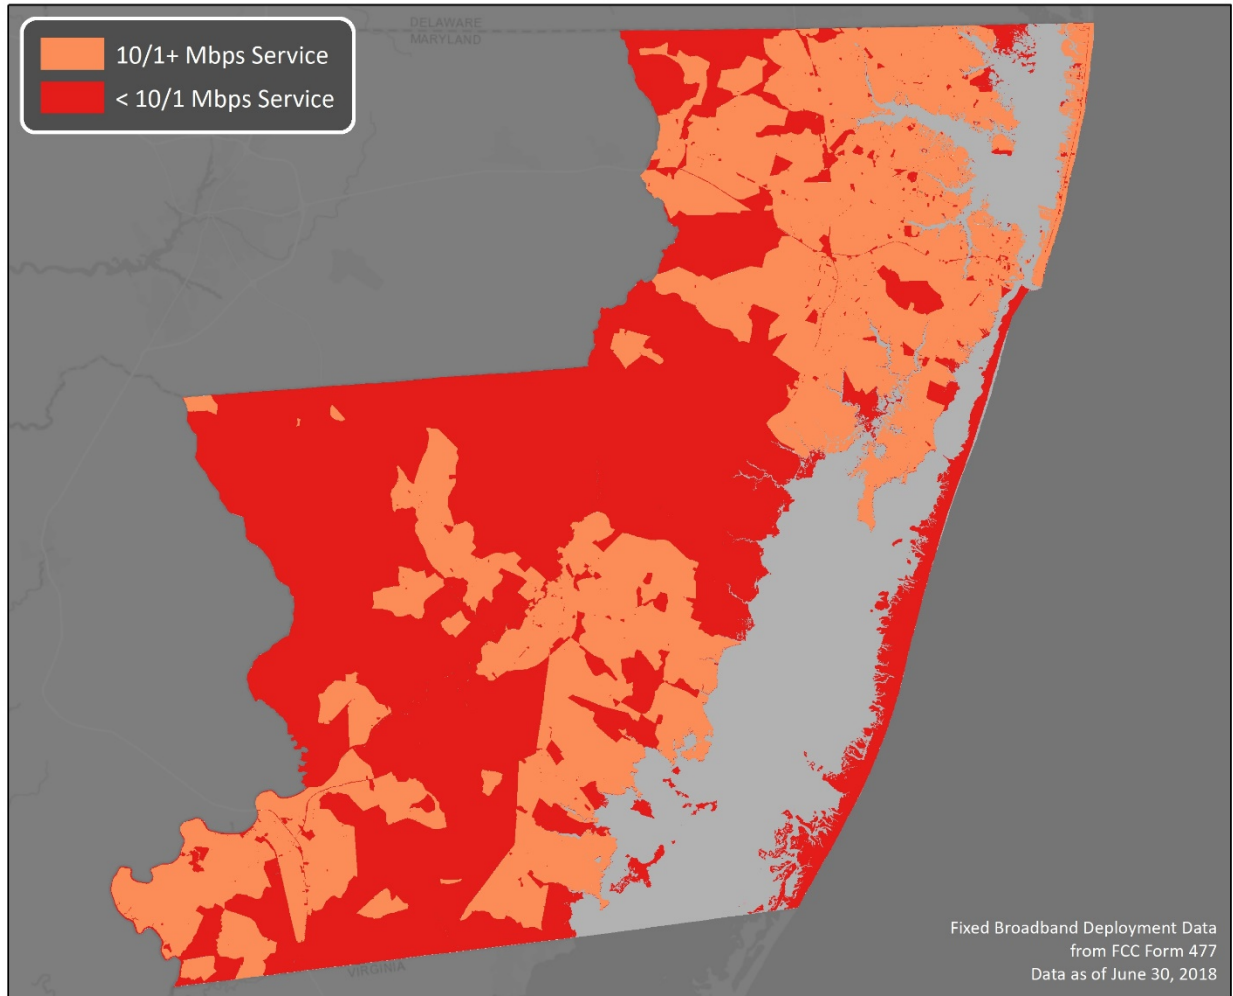 DELAWARE
MARYLAND
10/1+ Mbps Service
< 10/1 Mbps Service
VIRGINIA
Fixed Broadband Deployment Data
from FCC Form 477
Data as of June 30, 2018